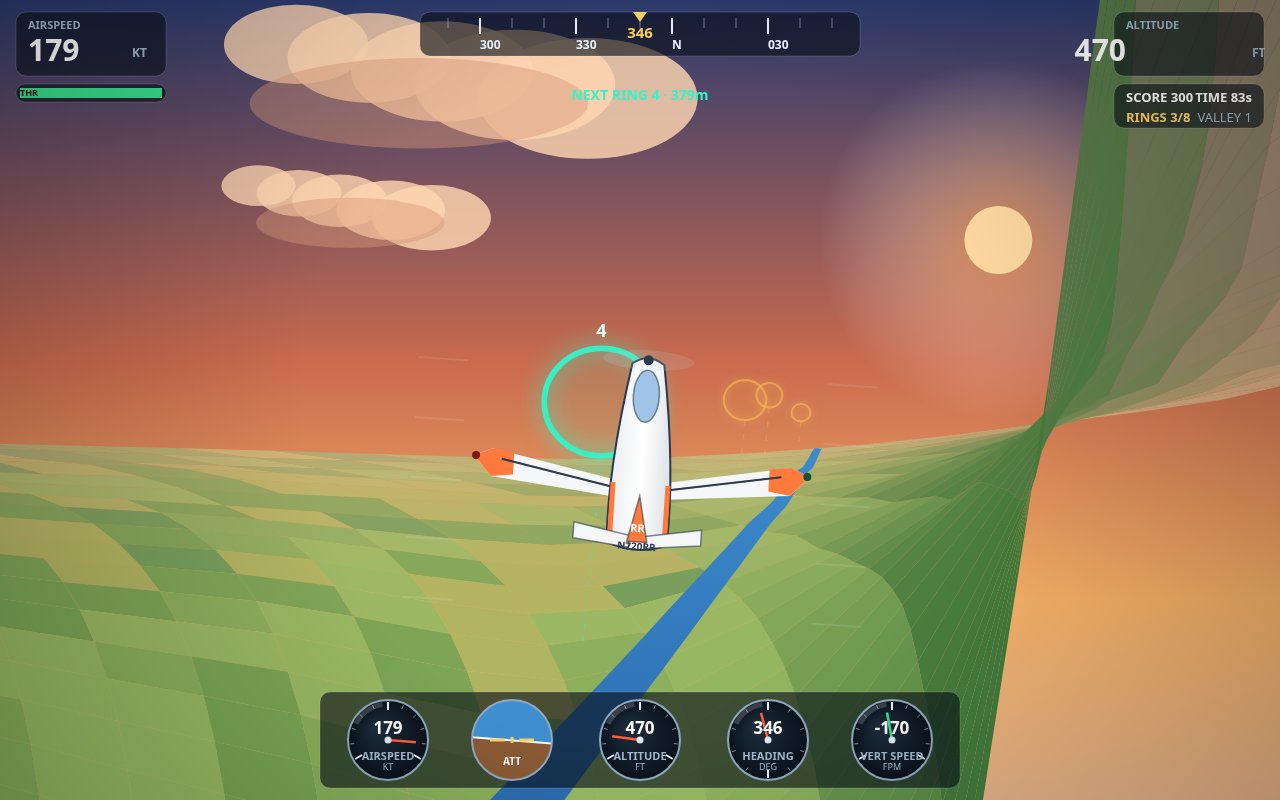 AIRSPEED
179 KT
THR
300 330 346 N 030
NEXT RING 4 · 379m
ALTITUDE
470 FT
SCORE 300 TIME 83s
RINGS 3/8 VALLEY 1
4
RR
N720RR
179
AIRSPEED
KT
ATT
470
ALTITUDE
FT
346
HEADING
DEG
-170
VERT SPEED
FPM